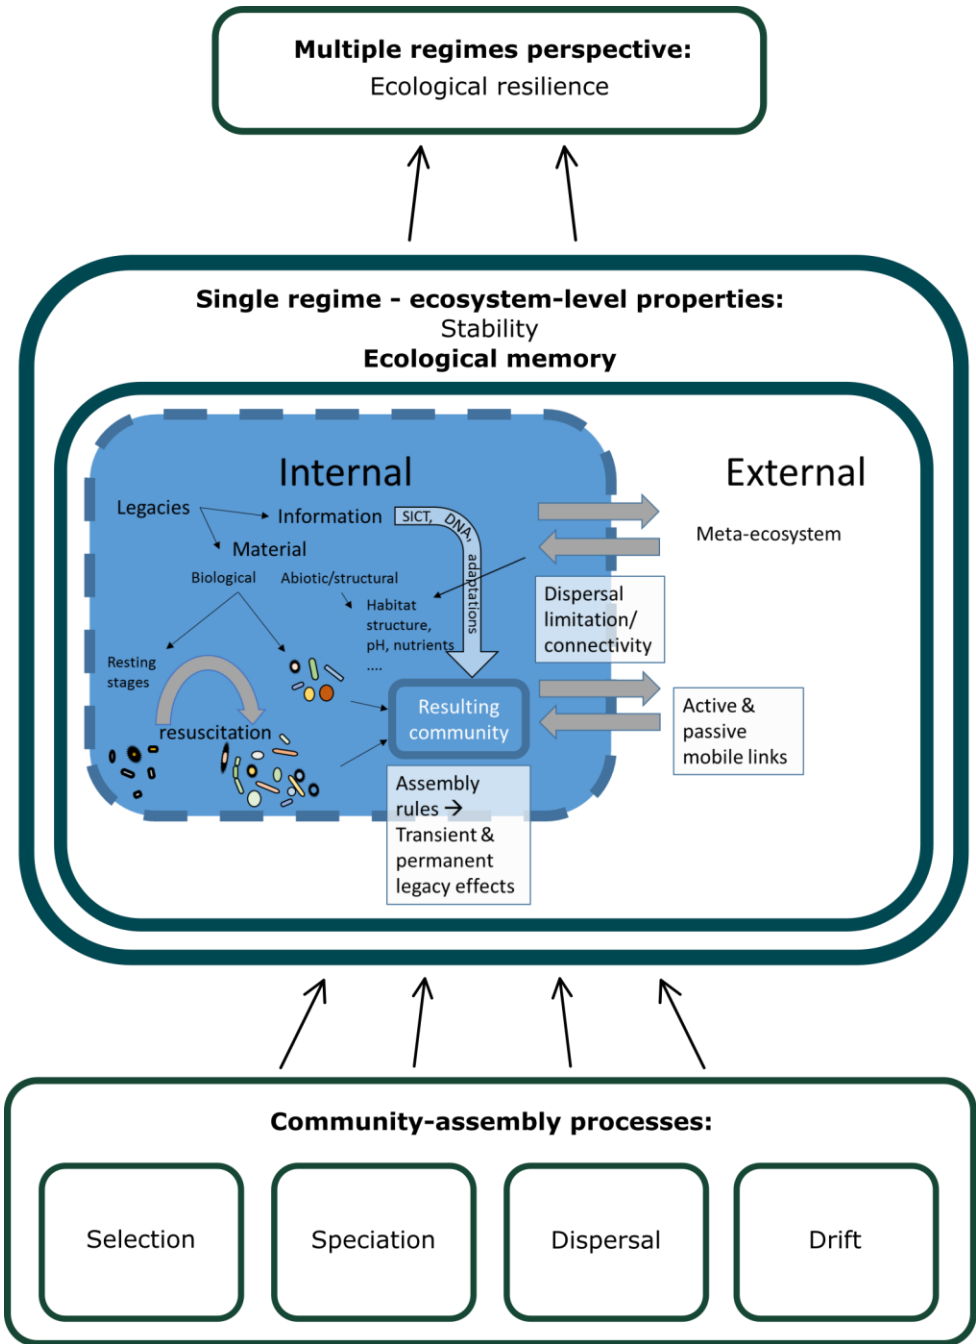 Multiple regimes perspective:
Ecological resilience
Single regime - ecosystem-level properties:
Stability
Ecological memory
Internal
External
Legacies
Information
SICT, DNA, adaptations
Material
Meta-ecosystem
Biological
Abiotic/structural
Habitat
structure,
pH, nutrients
....
Dispersal
limitation/
connectivity
Resting
stages
resuscitation
Resulting
community
Active &
passive
mobile links
Assembly
rules →
Transient &
permanent
legacy effects
Community-assembly processes:
Selection
Speciation
Dispersal
Drift